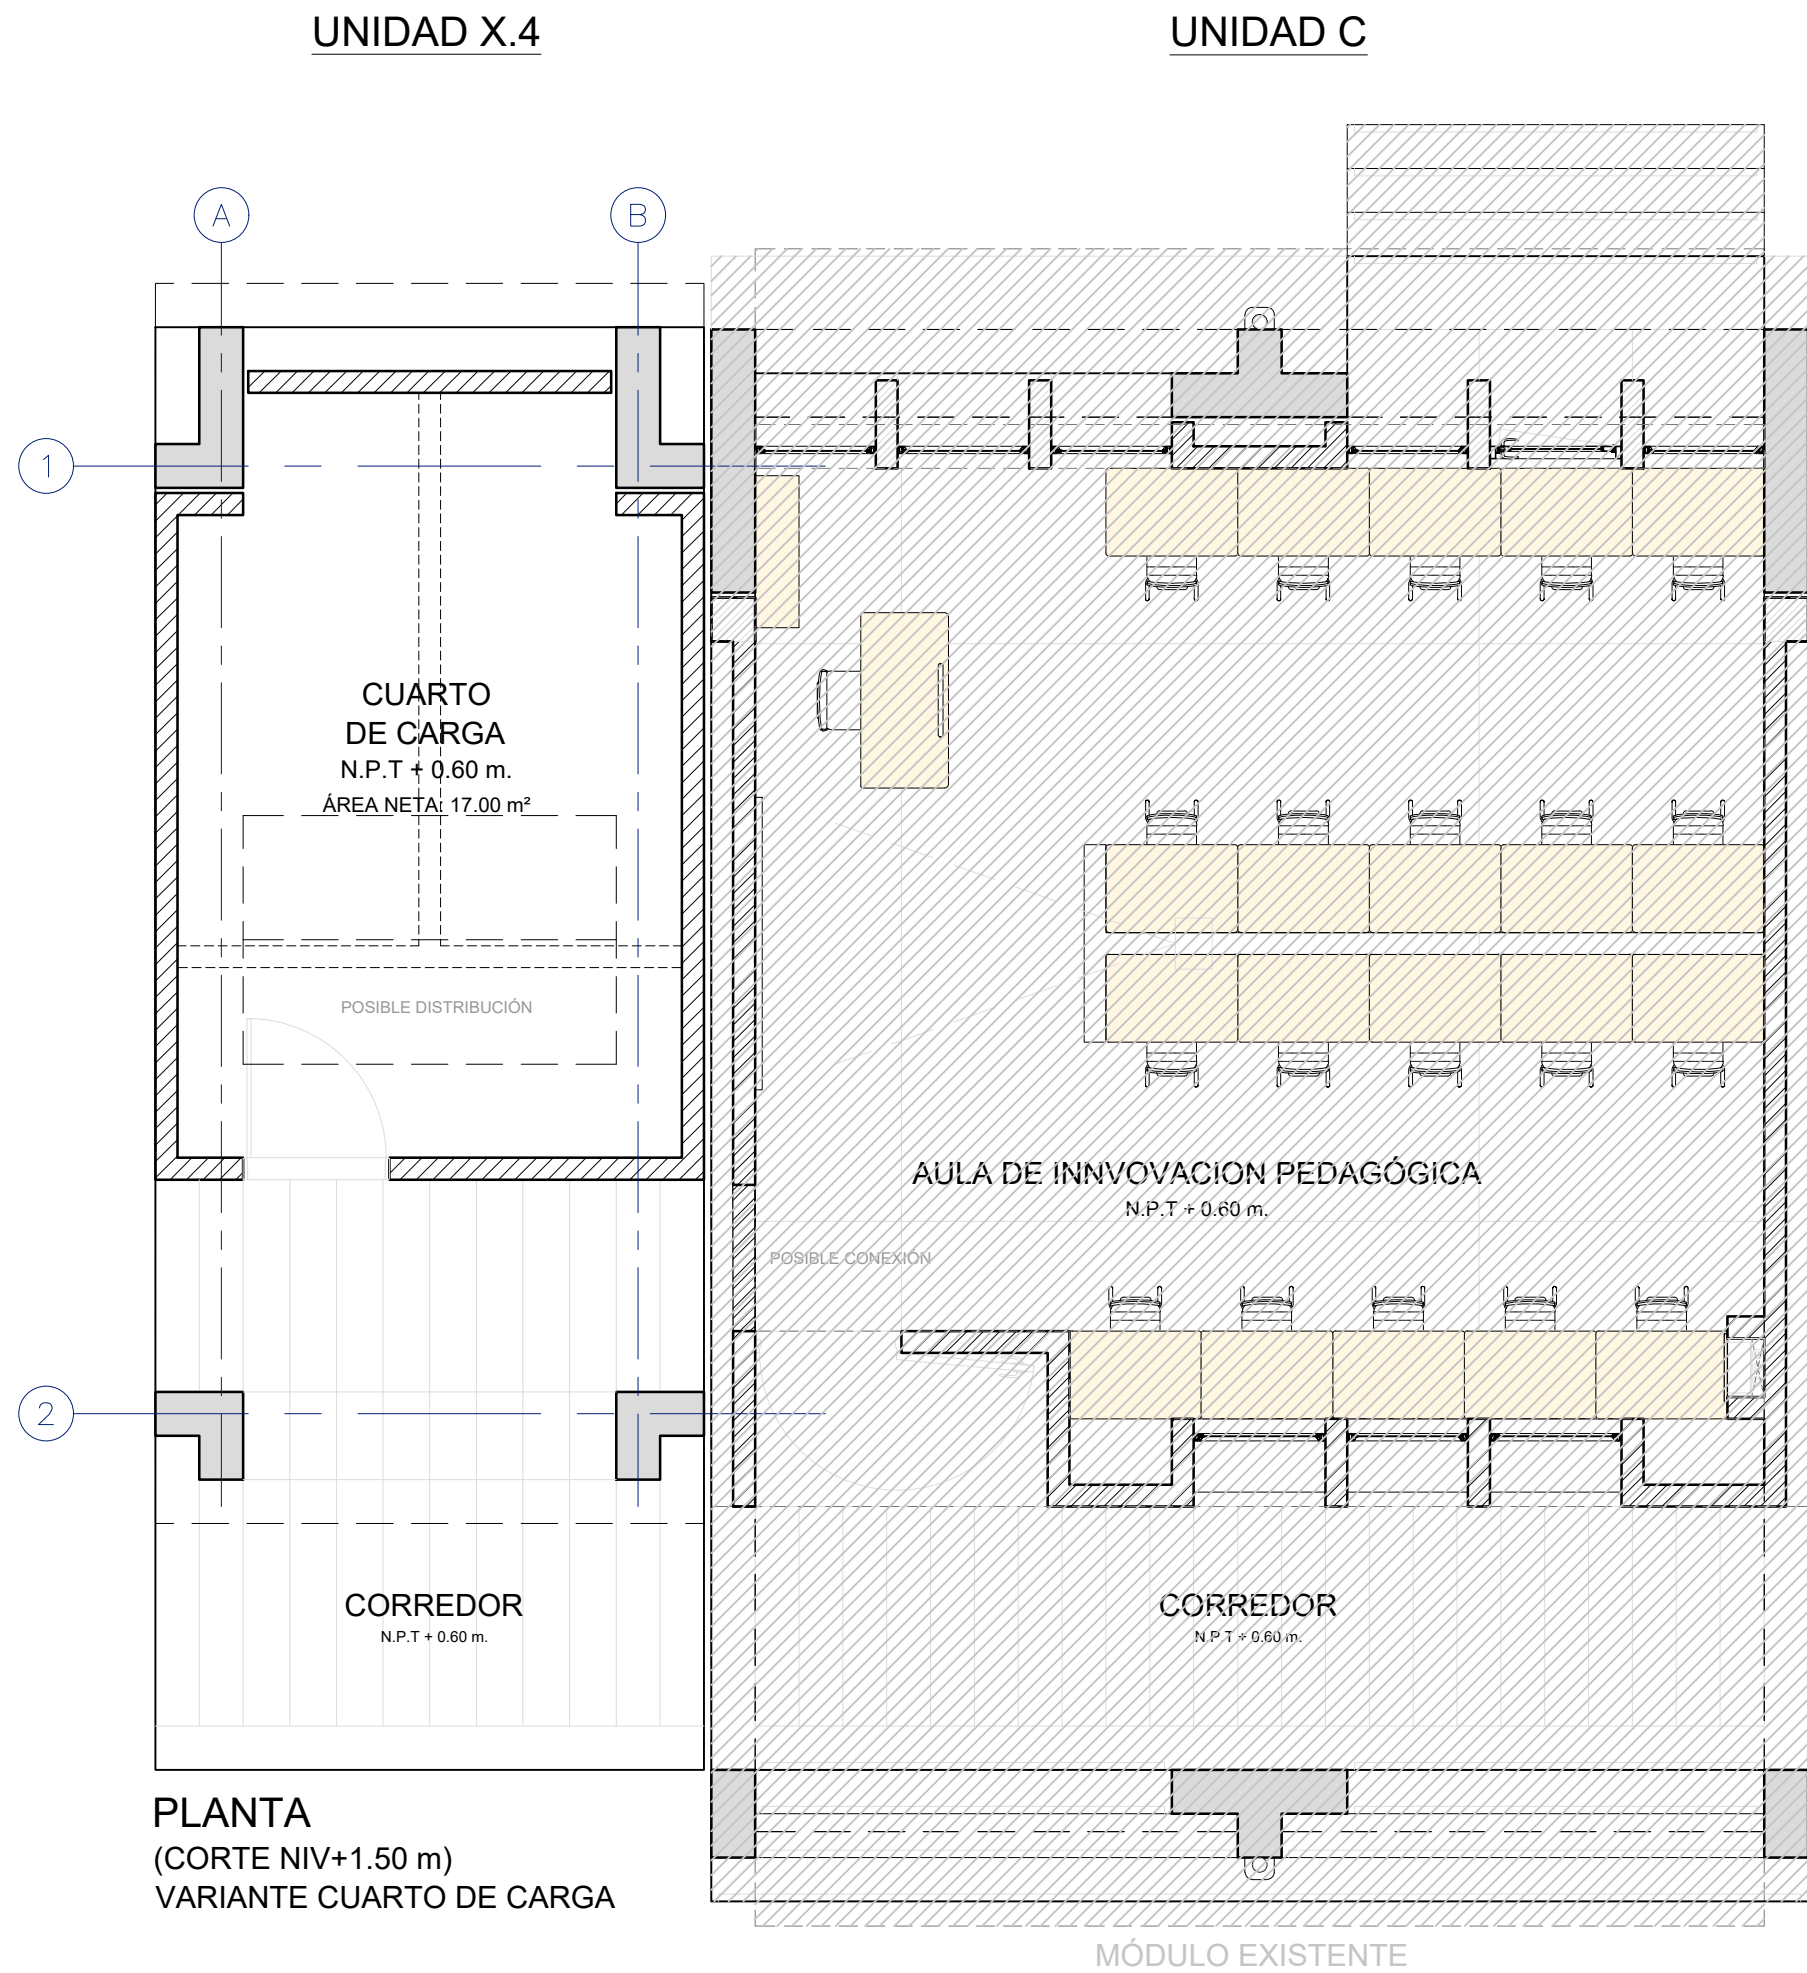 UNIDAD X.4
UNIDAD C
A
B
1
CUARTO
DE CARGA
N.P.T + 0.60 m.
ÁREA NETA: 17.00 m²
POSIBLE DISTRIBUCIÓN
AULA DE INNVOVACION PEDAGÓGICA
N.P.T + 0.60 m.
POSIBLE CONEXIÓN
2
CORREDOR
N.P.T + 0.60 m.
CORREDOR
N.P.T + 0.60 m.
PLANTA
(CORTE NIV+1.50 m)
VARIANTE CUARTO DE CARGA
MÓDULO EXISTENTE